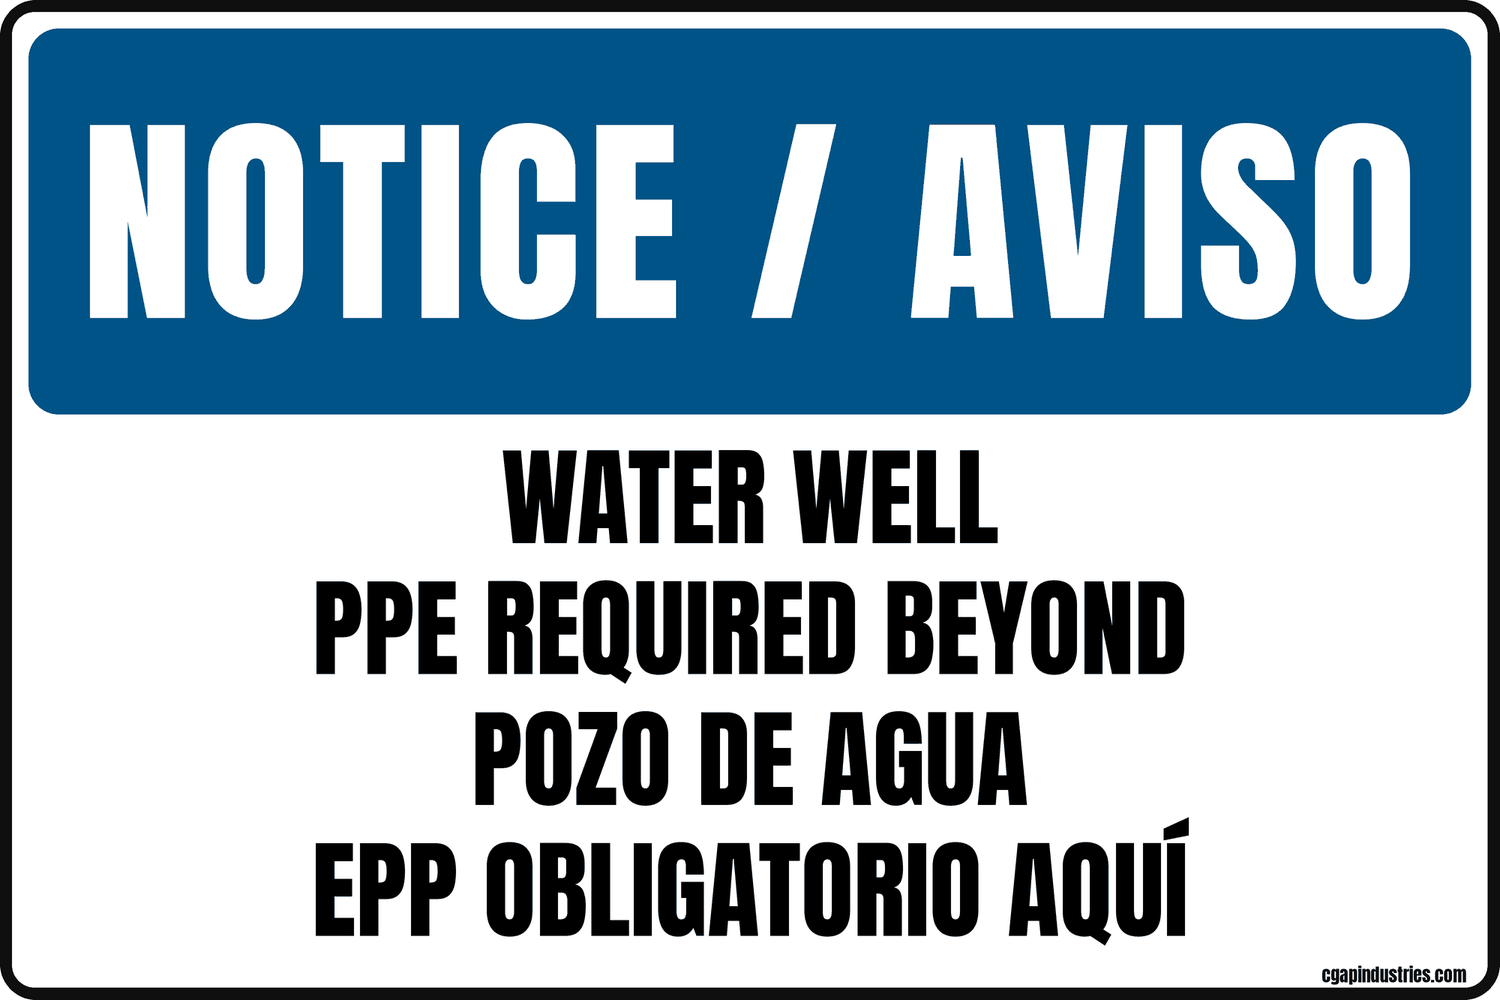 NOTICE / AVISO
WATER WELL
PPE REQUIRED BEYOND
POZO DE AGUA
EPP OBLIGATORIO AQUÍ
cgapindustries.com